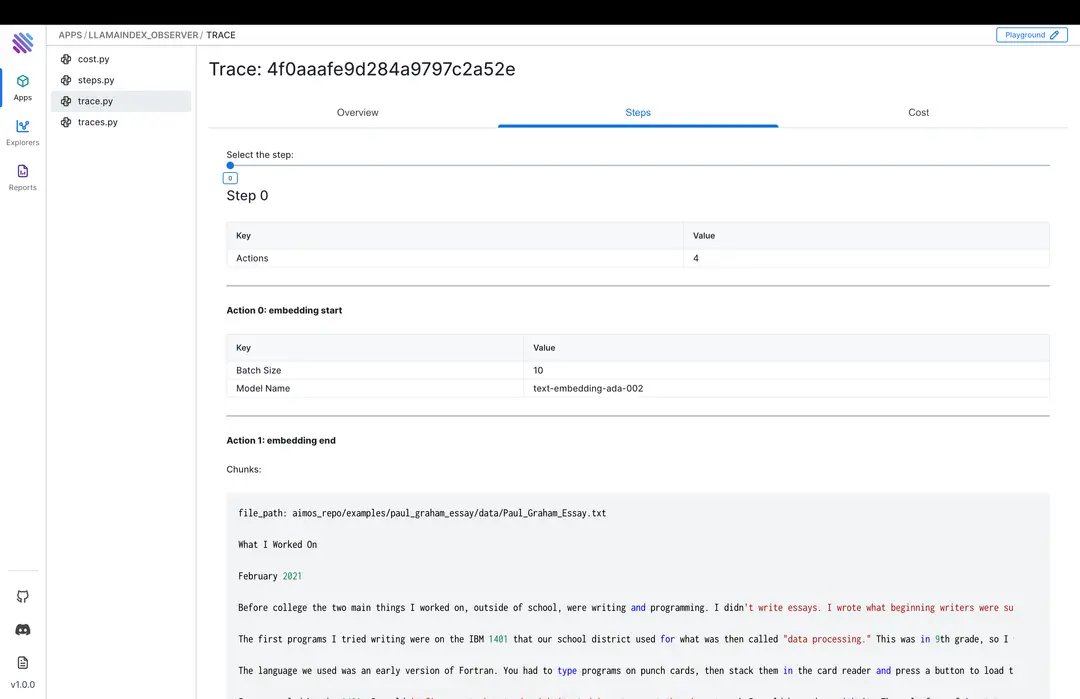 APPS / LLAMAINDEX_OBSERVER / TRACE
Playground
Apps
Explorers
Reports
v1.0.0
cost.py
steps.py
trace.py
traces.py
Trace: 4f0aaafe9d284a9797c2a52e
Overview Steps Cost
Select the step:
0
Step 0
Key Value
Actions 4
Action 0: embedding start
Key Value
Batch Size 10
Model Name text-embedding-ada-002
Action 1: embedding end
Chunks:
file_path: aimos_repo/examples/paul_graham_essay/data/Paul_Graham_Essay.txt
What I Worked On
February 2021
Before college the two main things I worked on, outside of school, were writing and programming. I didn't write essays. I wrote what beginning writers were su
The first programs I tried writing were on the IBM 1401 that our school district used for what was then called "data processing." This was in 9th grade, so I
The language we used was an early version of Fortran. You had to type programs on punch cards, then stack them in the card reader and press a button to load t